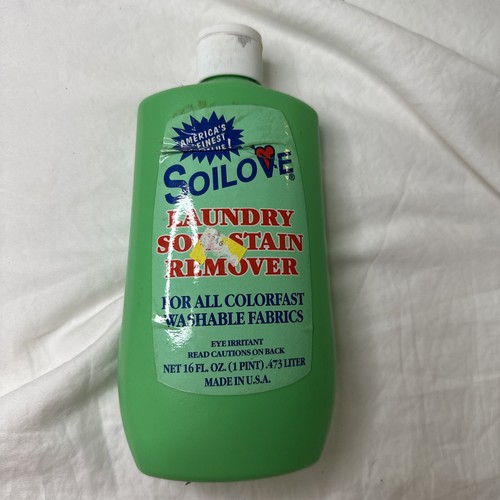 AMERICA'S
FINEST
SOILOVE®
LAUNDRY
STAIN
REMOVER
FOR ALL COLORFAST
WASHABLE FABRICS
EYE IRRITANT
READ CAUTIONS ON BACK
NET 16 FL. OZ. (1 PINT) .473 LITER
MADE IN U.S.A.